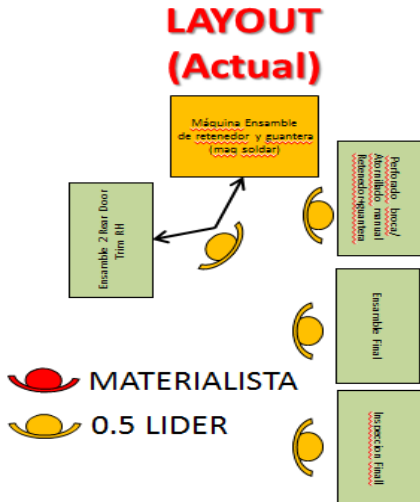 LAYOUT
(Actual)
Máquina Ensamble
de retenedor y guantera
(maq soldar)
Ensamble 2 Rear Door
Trim RH
Perforado broca/
Atornillado manual
Retenedor+guantera
Ensamble Final
Inspeccion Finall
MATERIALISTA
0.5 LIDER